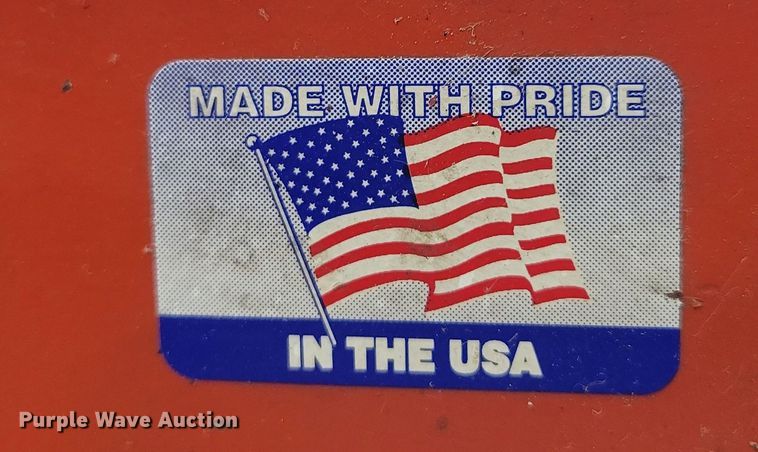 MADE WITH PRIDE
IN THE USA
Purple Wave Auction